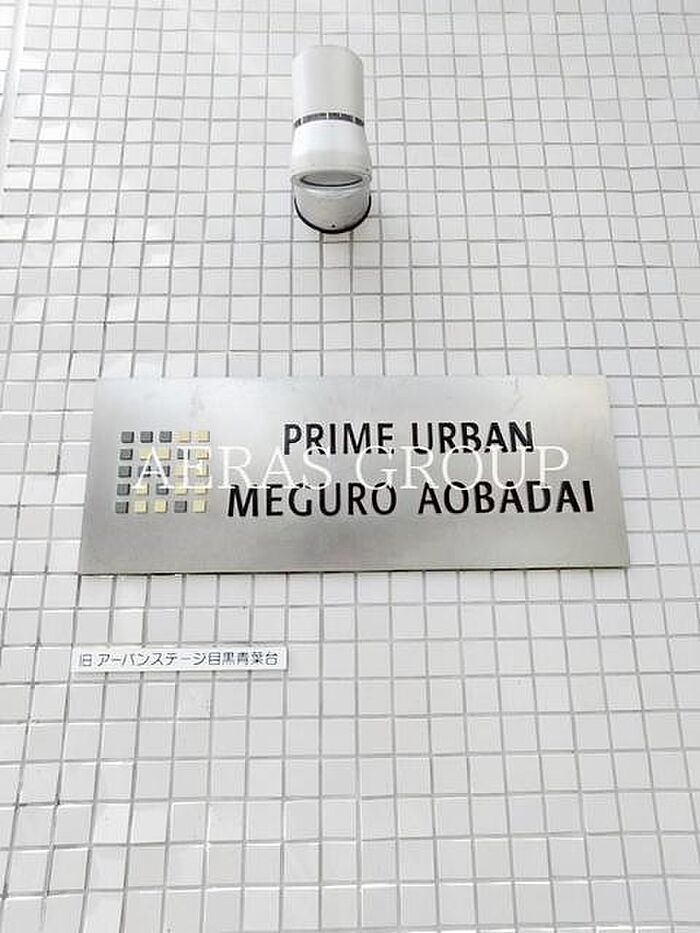 PRIME URBAN
AERAS GROUP
MEGURO AOBADAI
旧 アーバンステージ目黒青葉台